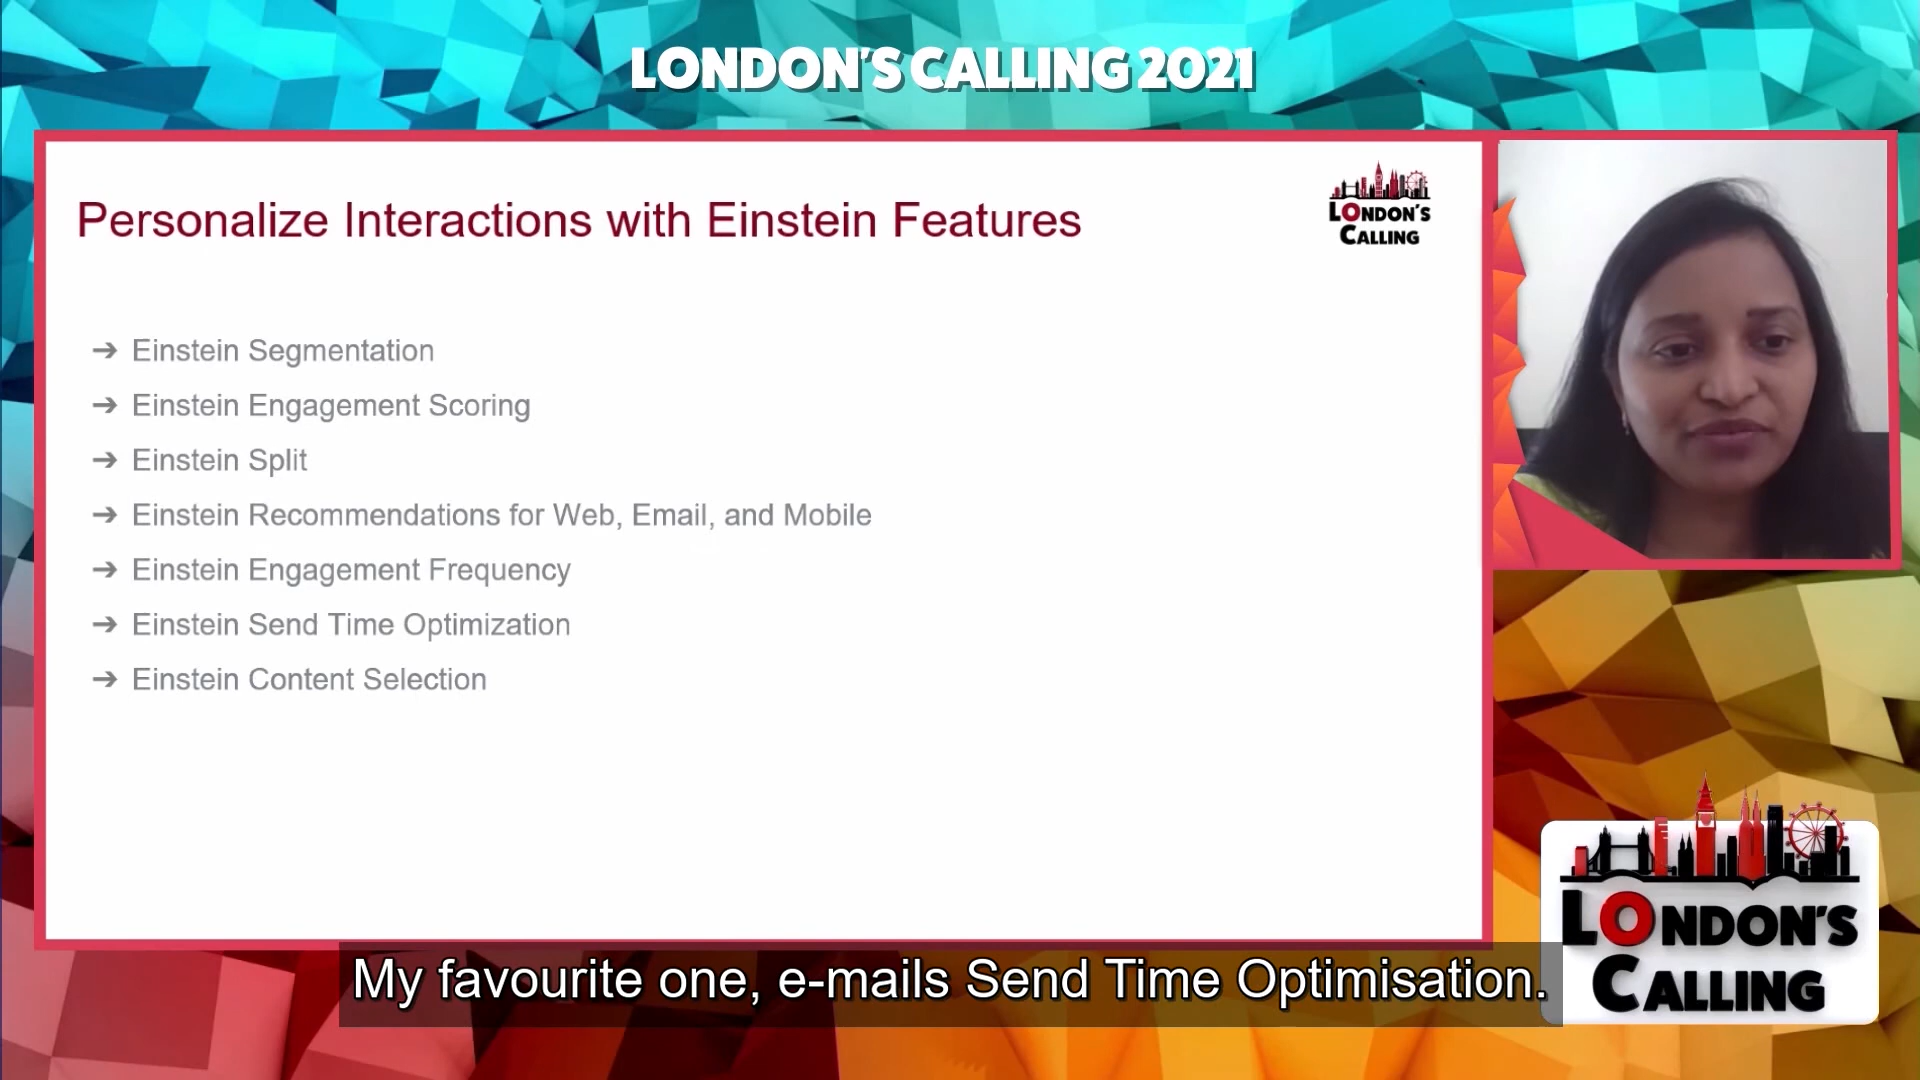 LONDON'S CALLING 2021
Personalize Interactions with Einstein Features
LONDON'S
CALLING
➔ Einstein Segmentation
➔ Einstein Engagement Scoring
➔ Einstein Split
➔ Einstein Recommendations for Web, Email, and Mobile
➔ Einstein Engagement Frequency
➔ Einstein Send Time Optimization
➔ Einstein Content Selection
My favourite one, e-mails Send Time Optimisation.
LONDON'S
CALLING